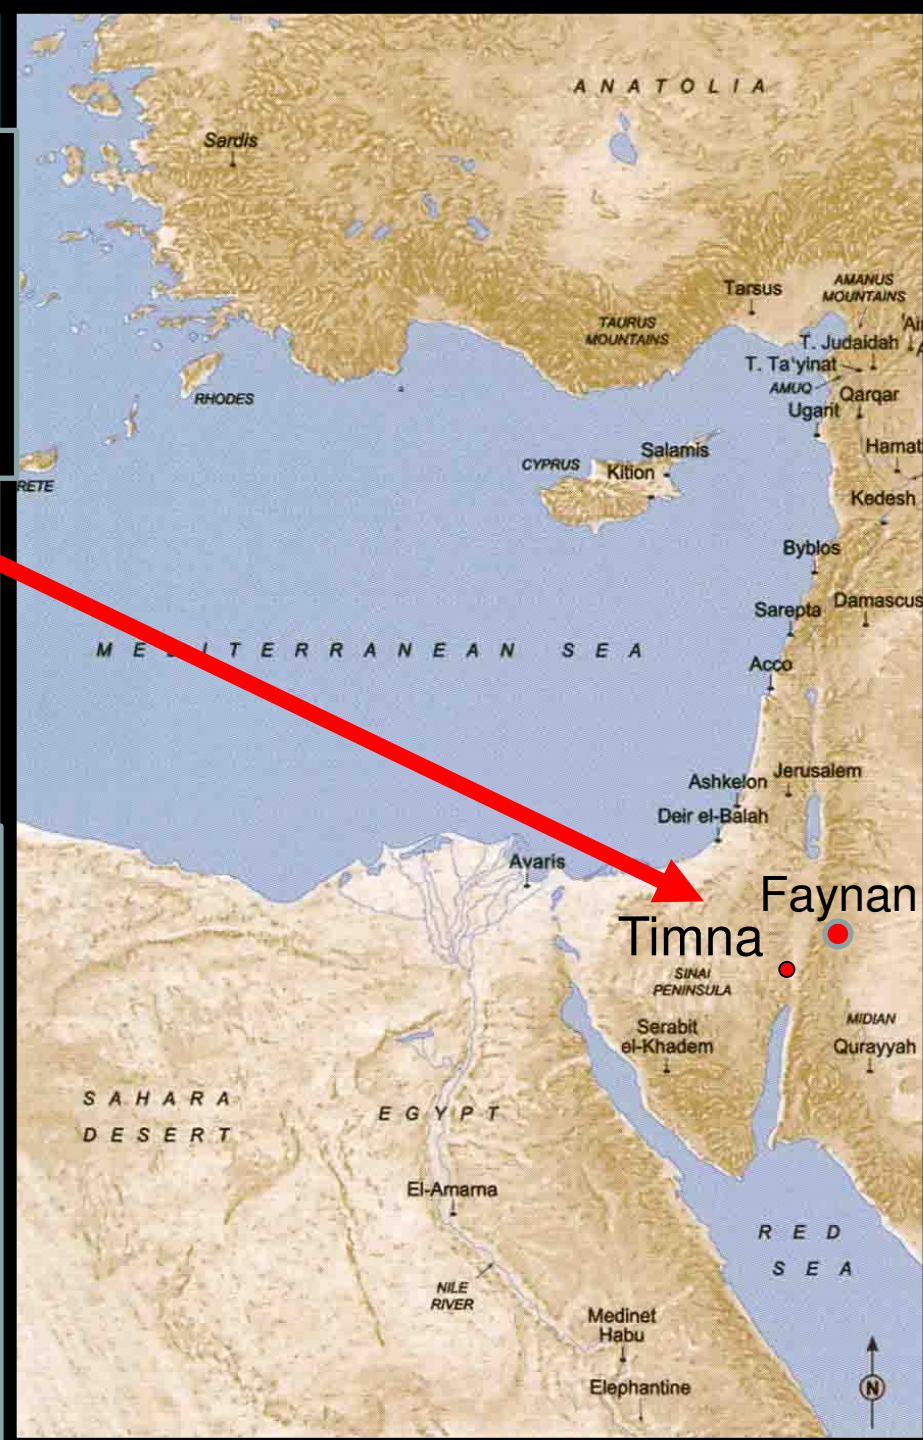 ANATOLIA
Sardis
Tarsus
AMANUS
MOUNTAINS
TAURUS
MOUNTAINS
T. Judaidah
T. Ta'yinat
AMUQ
Qarqar
RHODES
Ugarit
Salamis
Hamat
CYPRUS
Kition
RETE
Kedesh
Byblos
Sarepta
Damascus
MEDITERRANEAN SEA
Acco
Jerusalem
Ashkelon
Deir el-Balah
Avaris
Faynan
Timna
SINAI
PENINSULA
MIDIAN
Serabit
el-Khadem
Qurayyah
SAHARA
DESERT
EGYPT
El-Amarna
RED
SEA
NILE
RIVER
Medinet
Habu
Elephantine
N